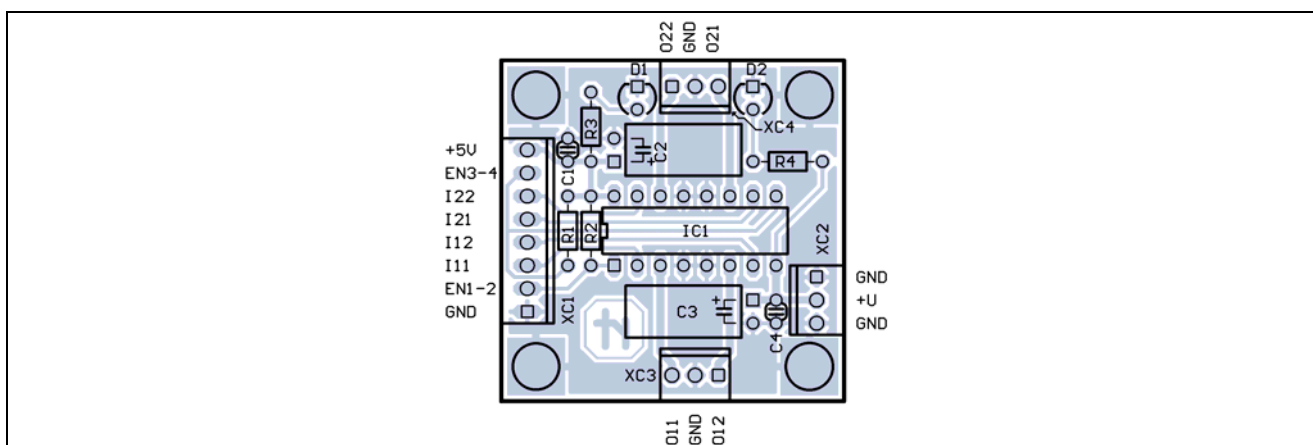 O22
GND
O21
D1
D2
XC4
R3
C2
+
R4
C1
+5V
EN3-4
I22
I21
I12
I11
EN1-2
GND
R1
R2
IC1
XC2
GND
+U
GND
XC1
C3
+
C4
XC3
O11
GND
O12